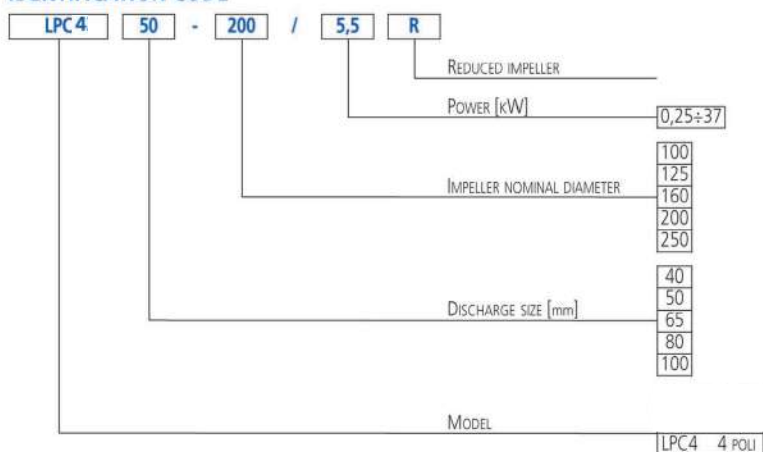 LPC4 50 - 200 / 5,5 R
REDUCED IMPELLER
POWER [KW] 0,25÷37
100
125
IMPELLER NOMINAL DIAMETER 160
200
250
40
50
DISCHARGE SIZE [mm] 65
80
100
MODEL
LPC4 4 POLI